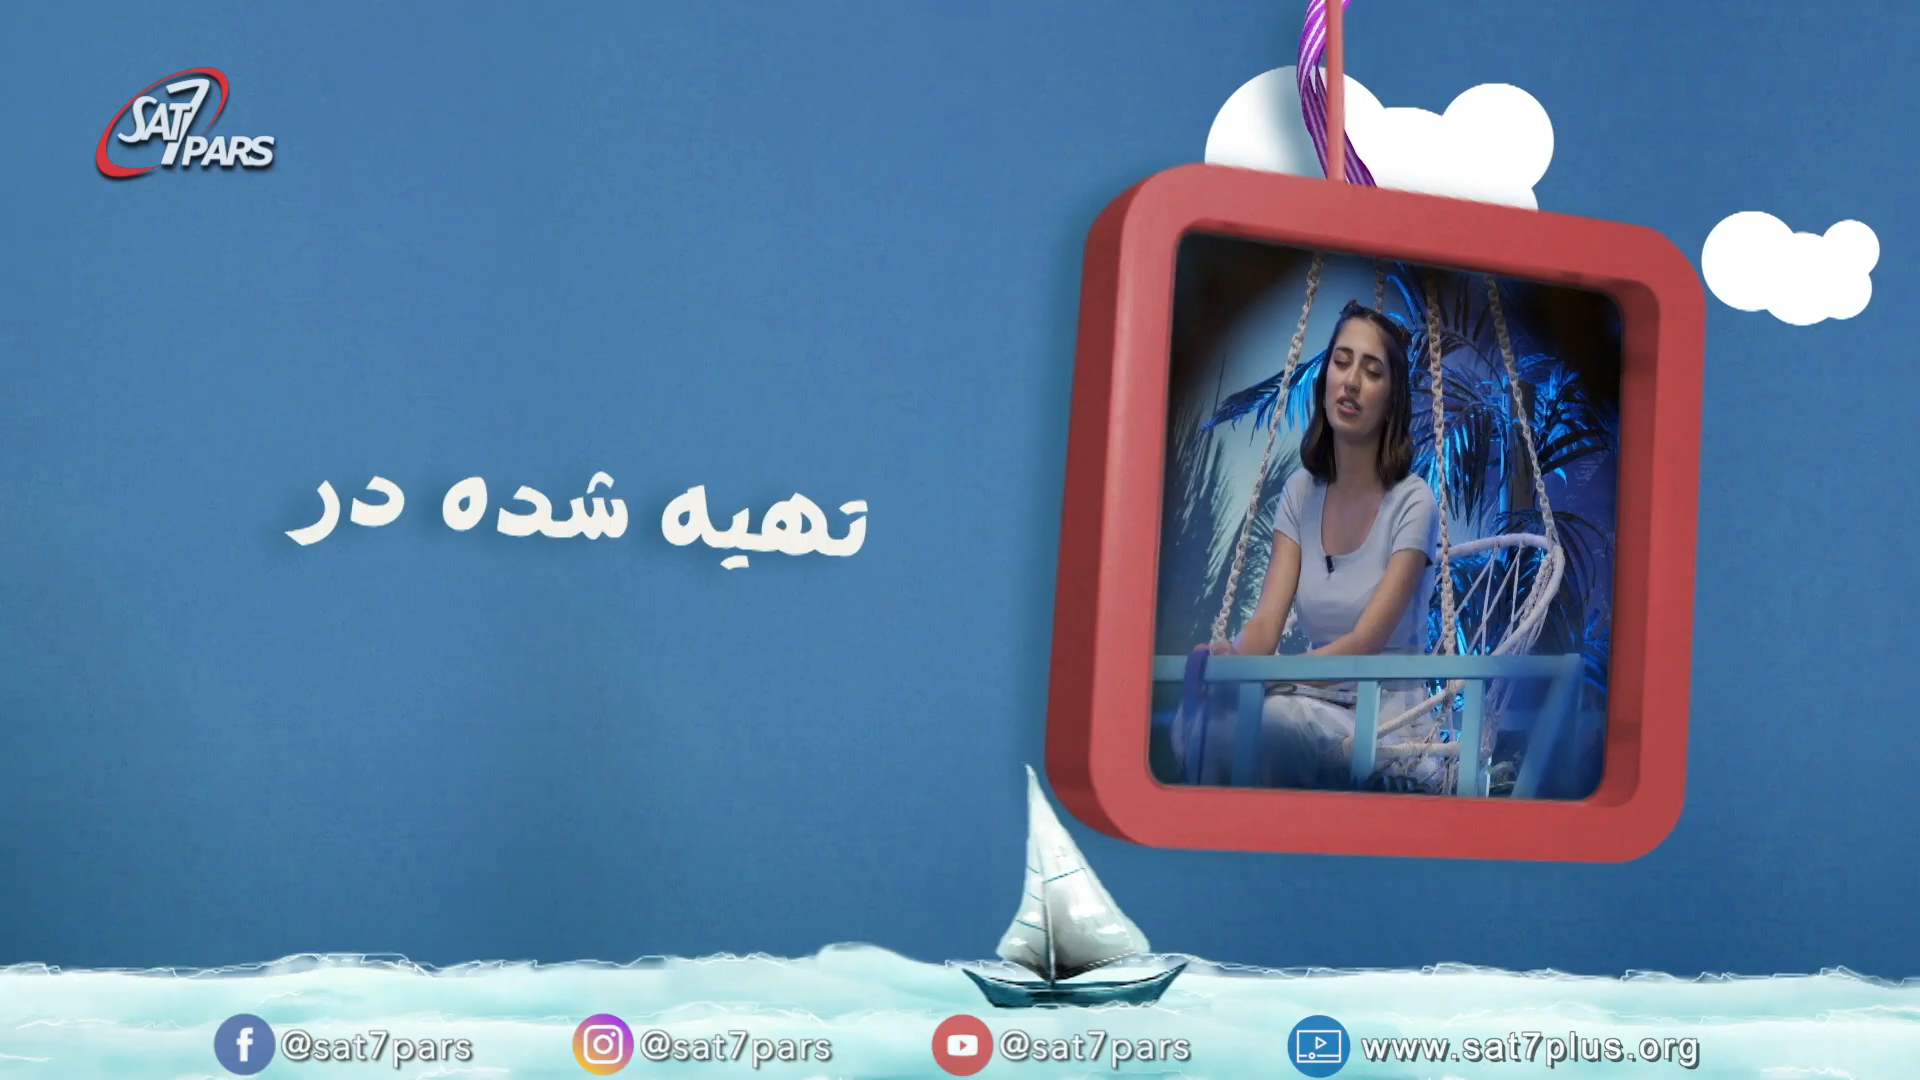 SAT7 PARS
تهیه شده در
@sat7pars
@sat7pars
@sat7pars
www.sat7plus.org